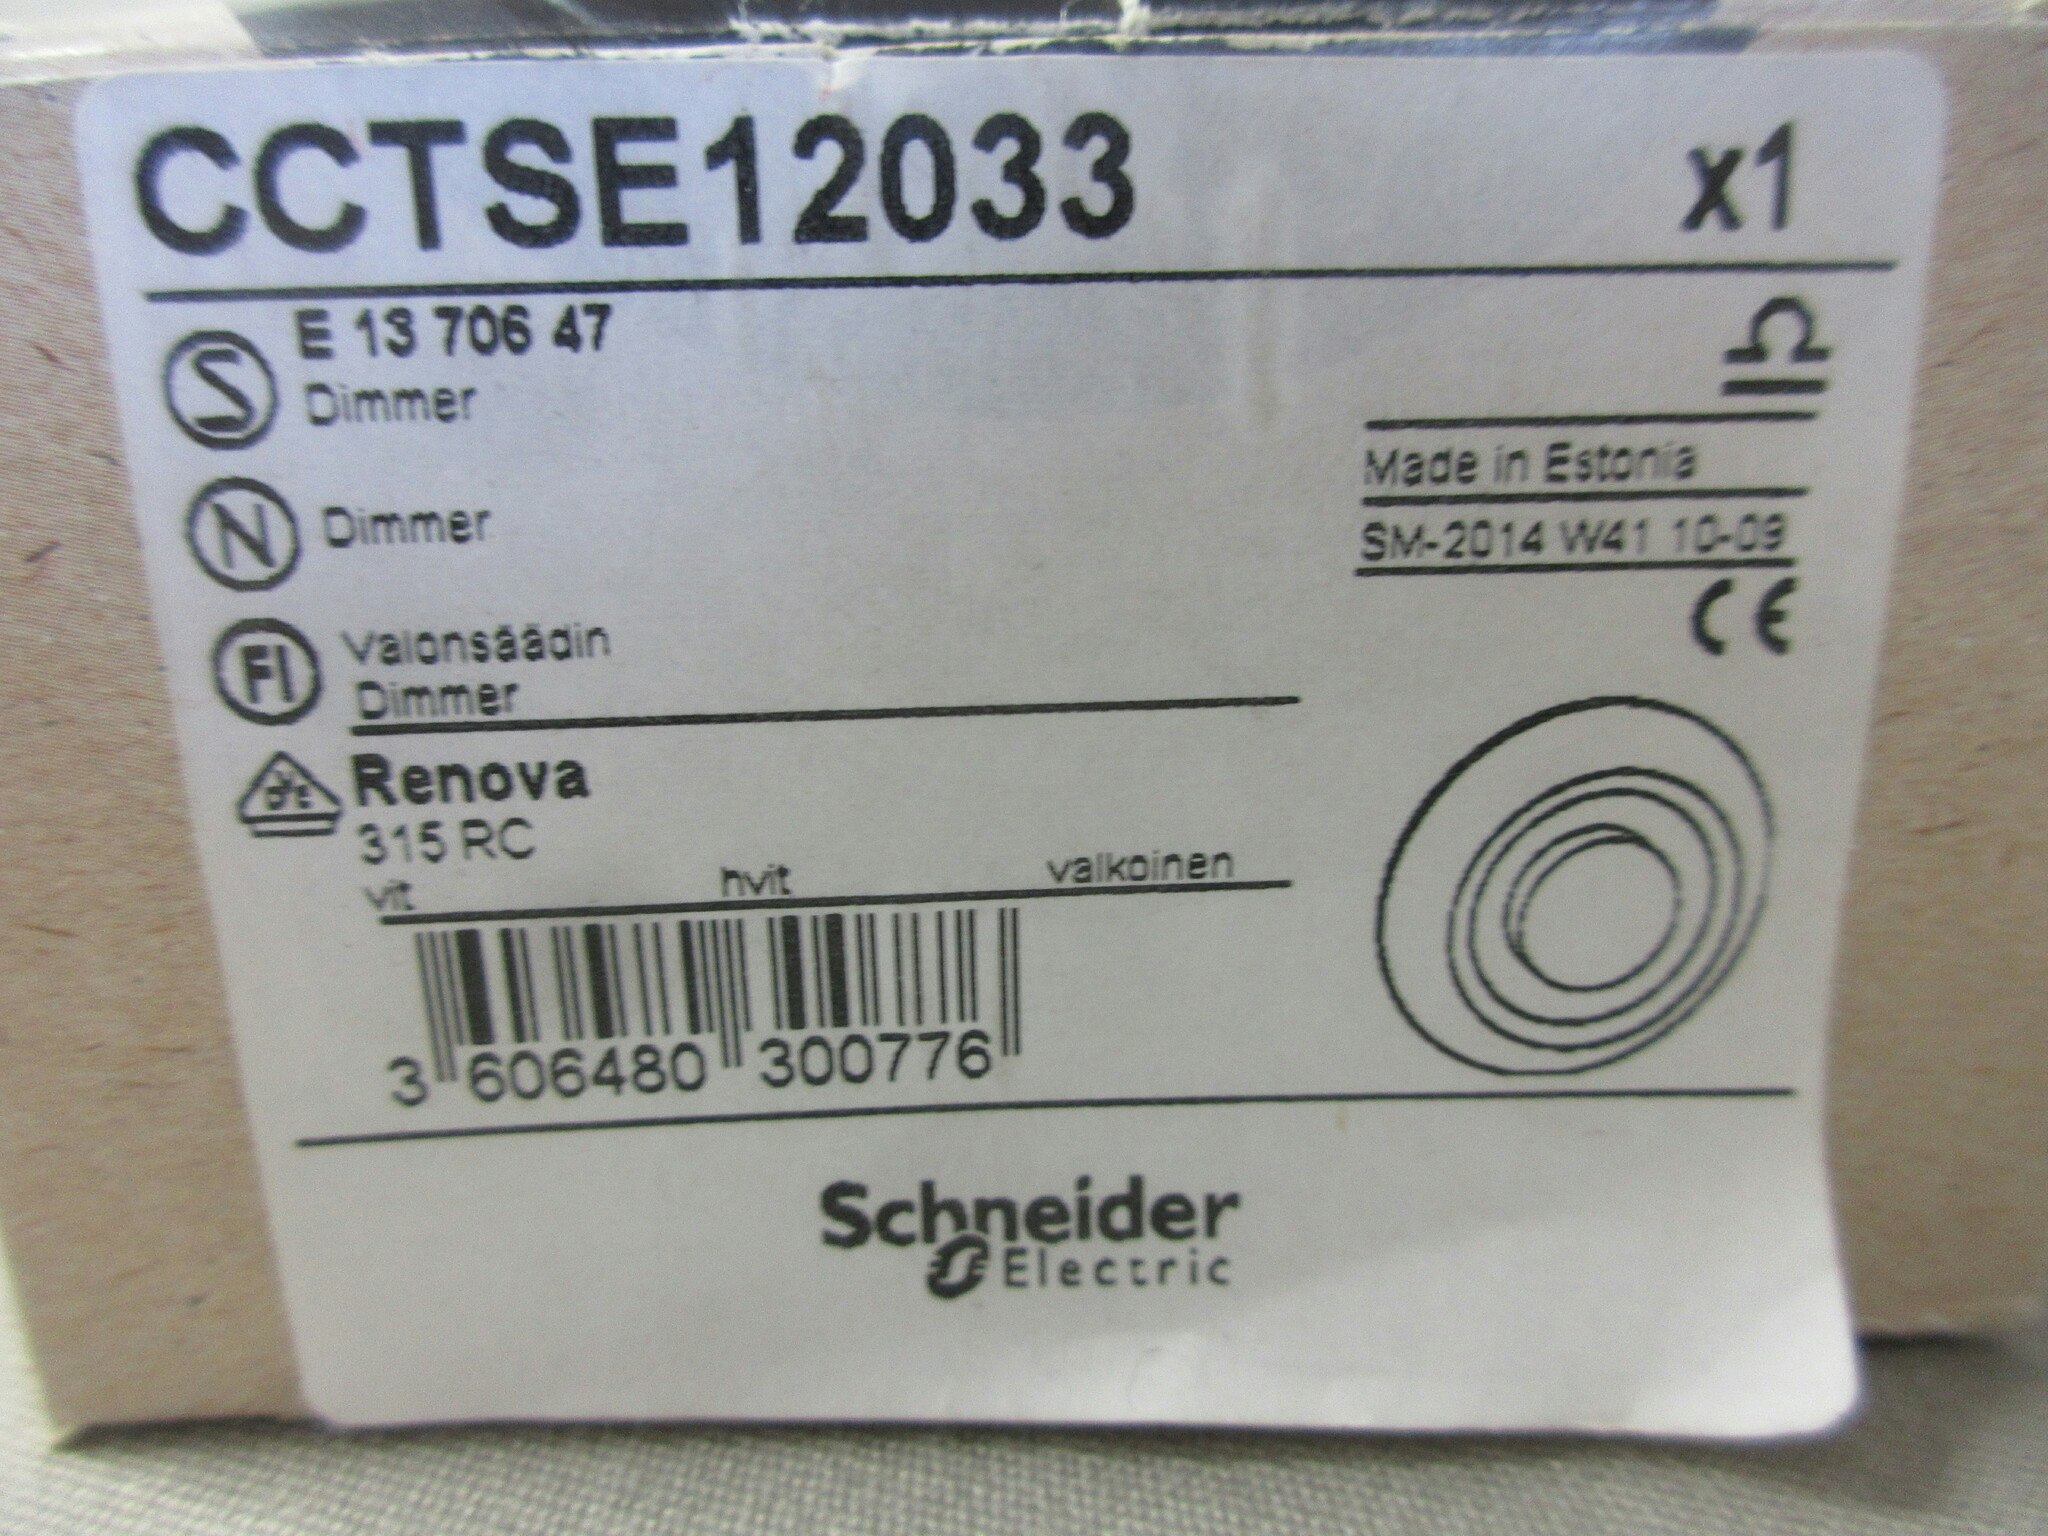 CCTSE12033 x1
S E 13 706 47
Dimmer
N Dimmer
FI Valonsäädin
Dimmer
Made in Estonia
SM-2014 W41 10-09
CE
Renova
315 RC
vit hvit valkoinen
3 606480 300776
Schneider
Electric